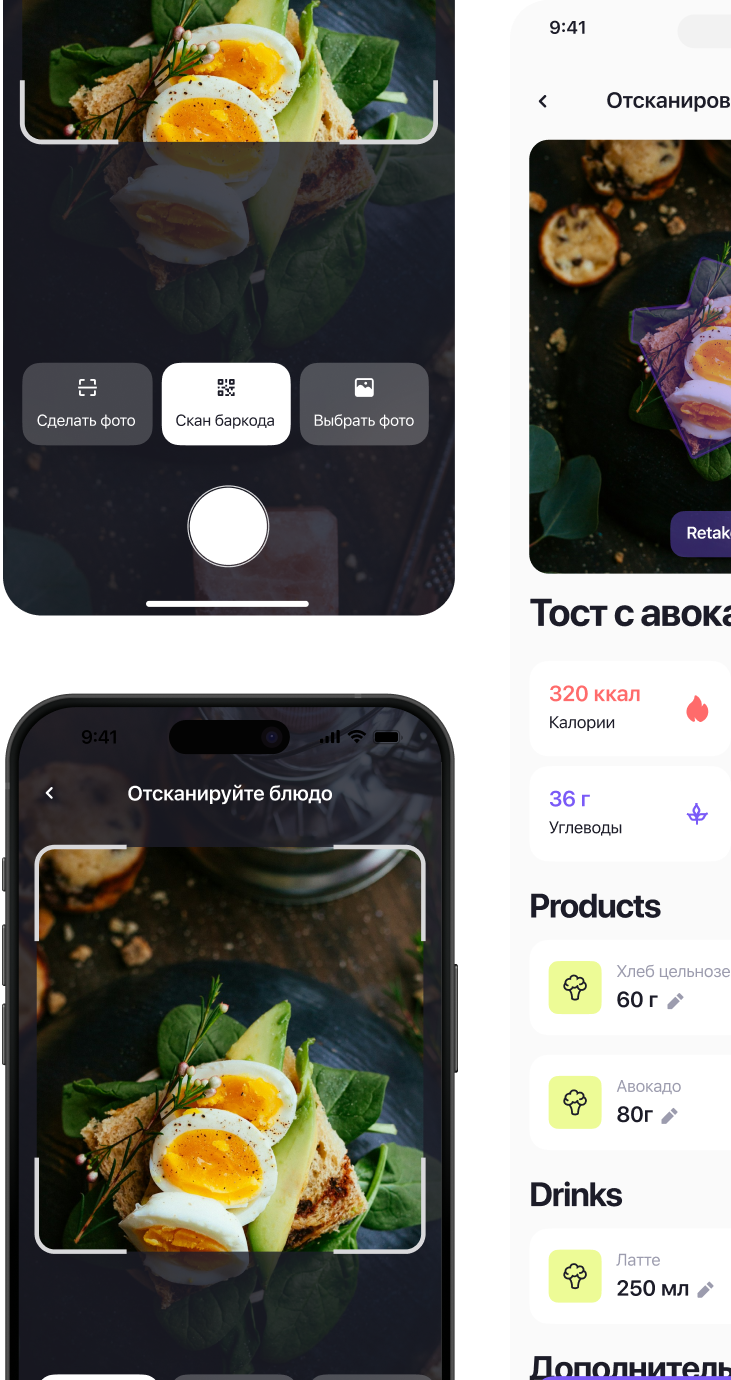 Сделать фото
Скан баркода
Выбрать фото
9:41
Отсканируйте блюдо
9:41
Отсканиров
Retak
Тост с авока
320 ккал
Калории
36 г
Углеводы
Products
Хлеб цельнозе
60 г
Авокадо
80г
Drinks
Латте
250 мл
Дополнитель